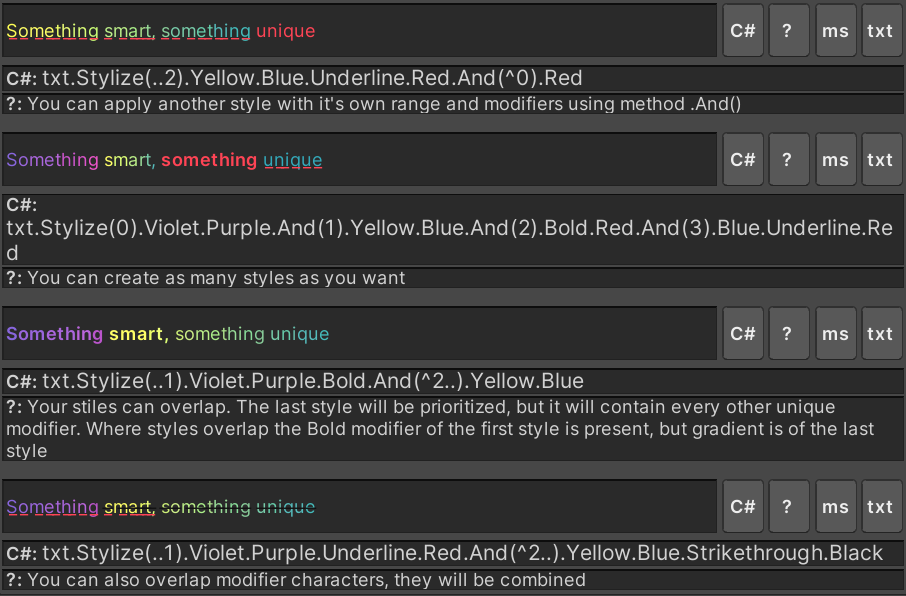 Something smart, something unique C# ? ms txt
C#: txt.Stylize(..2).Yellow.Blue.Underline.Red.And(^0).Red
?: You can apply another style with it's own range and modifiers using method .And()
Something smart, something unique C# ? ms txt
C#:
txt.Stylize(0).Violet.Purple.And(1).Yellow.Blue.And(2).Bold.Red.And(3).Blue.Underline.Re
d
?: You can create as many styles as you want
Something smart, something unique C# ? ms txt
C#: txt.Stylize(..1).Violet.Purple.Bold.And(^2..).Yellow.Blue
?: Your stiles can overlap. The last style will be prioritized, but it will contain every other unique
modifier. Where styles overlap the Bold modifier of the first style is present, but gradient is of the last
style
Something smart, something unique C# ? ms txt
C#: txt.Stylize(..1).Violet.Purple.Underline.Red.And(^2..).Yellow.Blue.Strikethrough.Black
?: You can also overlap modifier characters, they will be combined